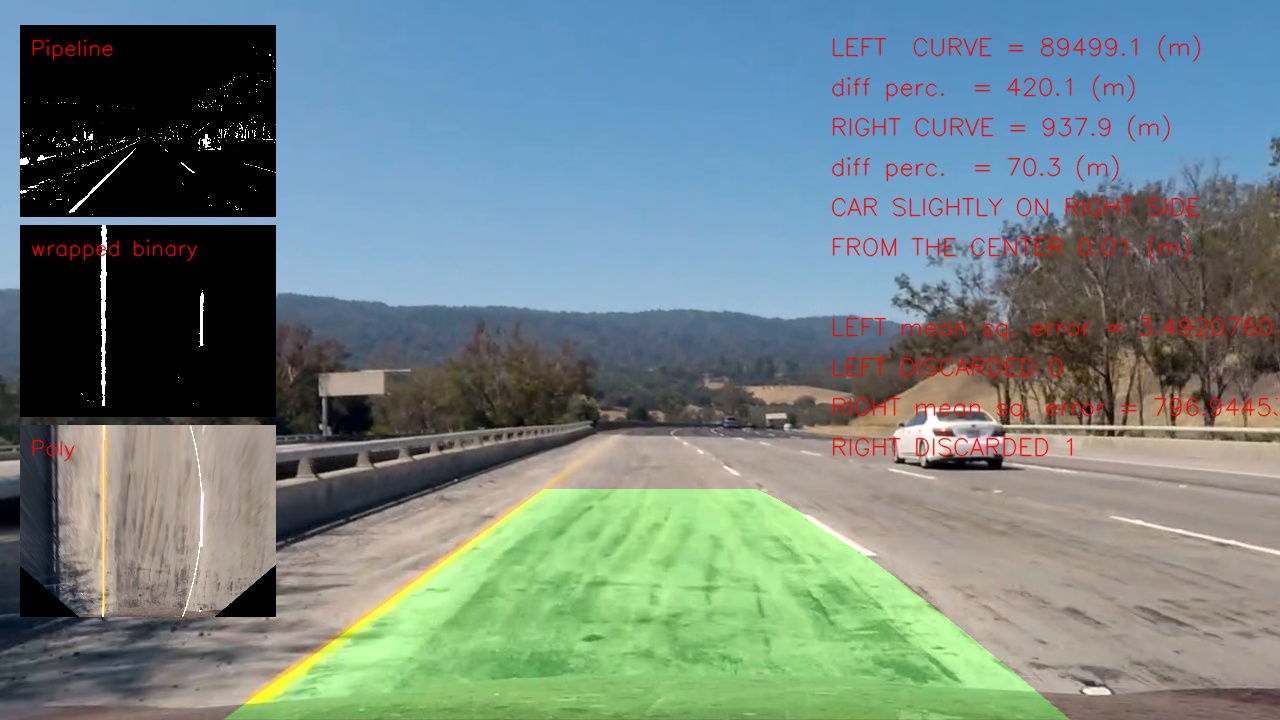 Pipeline
wrapped binary
Poly
LEFT  CURVE = 89499.1 (m)
diff perc.  = 420.1 (m)
RIGHT CURVE = 937.9 (m)
diff perc.  = 70.3 (m)
CAR SLIGHTLY ON RIGHT SIDE
FROM THE CENTER 0.01 (m)
LEFT mean sq. error = 3.4920760
LEFT DISCARDED 0
RIGHT mean sq. error = 796.9445
RIGHT DISCARDED 1